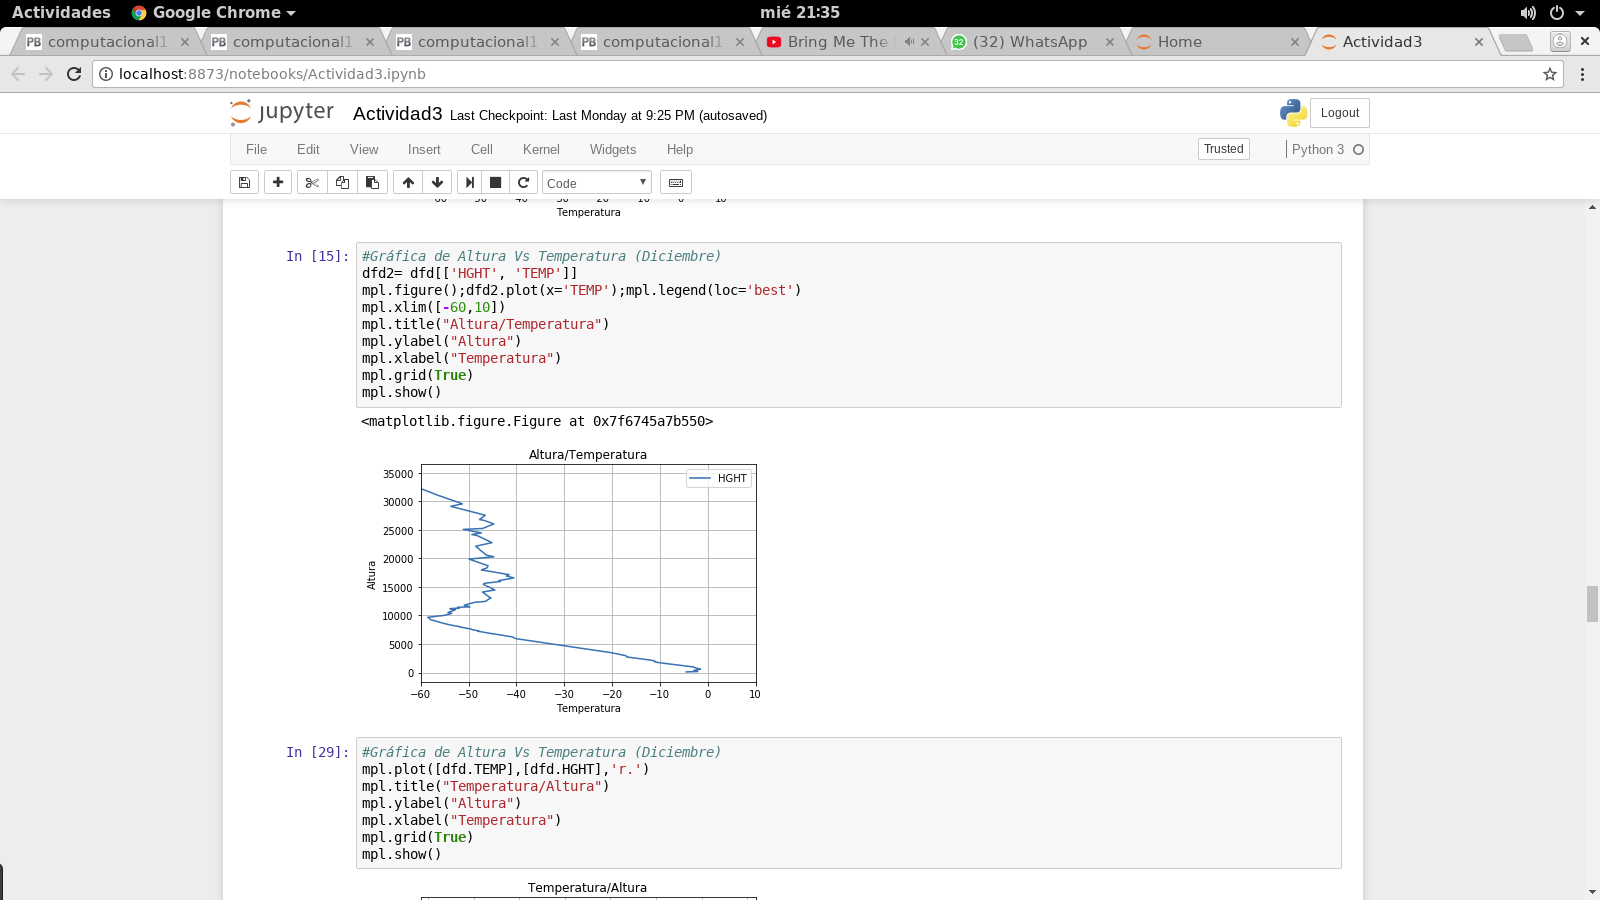 Actividades Google Chrome mié 21:35
PB computacional1 PB computacional1 PB computacional1 PB computacional1 Bring Me The (32) WhatsApp Home Actividad3
localhost:8873/notebooks/Actividad3.ipynb
jupyter Actividad3 Last Checkpoint: Last Monday at 9:25 PM (autosaved) Logout
File Edit View Insert Cell Kernel Widgets Help Trusted Python 3
Code
Temperatura
In [15]: #Gráfica de Altura Vs Temperatura (Diciembre)
dfd2= dfd[['HGHT', 'TEMP']]
mpl.figure();dfd2.plot(x='TEMP');mpl.legend(loc='best')
mpl.xlim([-60,10])
mpl.title("Altura/Temperatura")
mpl.ylabel("Altura")
mpl.xlabel("Temperatura")
mpl.grid(True)
mpl.show()
<matplotlib.figure.Figure at 0x7f6745a7b550>
Altura/Temperatura
HGHT
35000
30000
25000
20000
15000
10000
5000
0
Altura
−60 −50 −40 −30 −20 −10 0 10
Temperatura
In [29]: #Gráfica de Altura Vs Temperatura (Diciembre)
mpl.plot([dfd.TEMP],[dfd.HGHT],'r.')
mpl.title("Temperatura/Altura")
mpl.ylabel("Altura")
mpl.xlabel("Temperatura")
mpl.grid(True)
mpl.show()
Temperatura/Altura